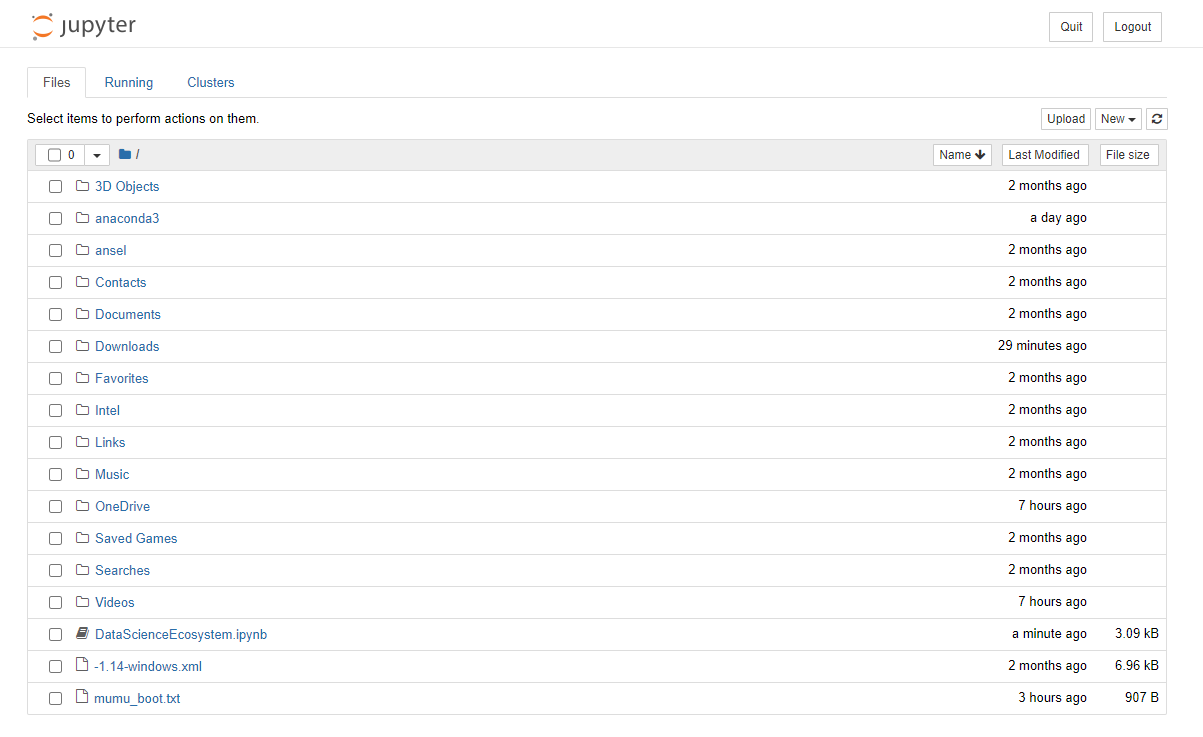 jupyter Quit Logout
Files Running Clusters
Select items to perform actions on them. Upload New
0 / Name Last Modified File size
3D Objects 2 months ago
anaconda3 a day ago
ansel 2 months ago
Contacts 2 months ago
Documents 2 months ago
Downloads 29 minutes ago
Favorites 2 months ago
Intel 2 months ago
Links 2 months ago
Music 2 months ago
OneDrive 7 hours ago
Saved Games 2 months ago
Searches 2 months ago
Videos 7 hours ago
DataScienceEcosystem.ipynb a minute ago 3.09 kB
-1.14-windows.xml 2 months ago 6.96 kB
mumu_boot.txt 3 hours ago 907 B